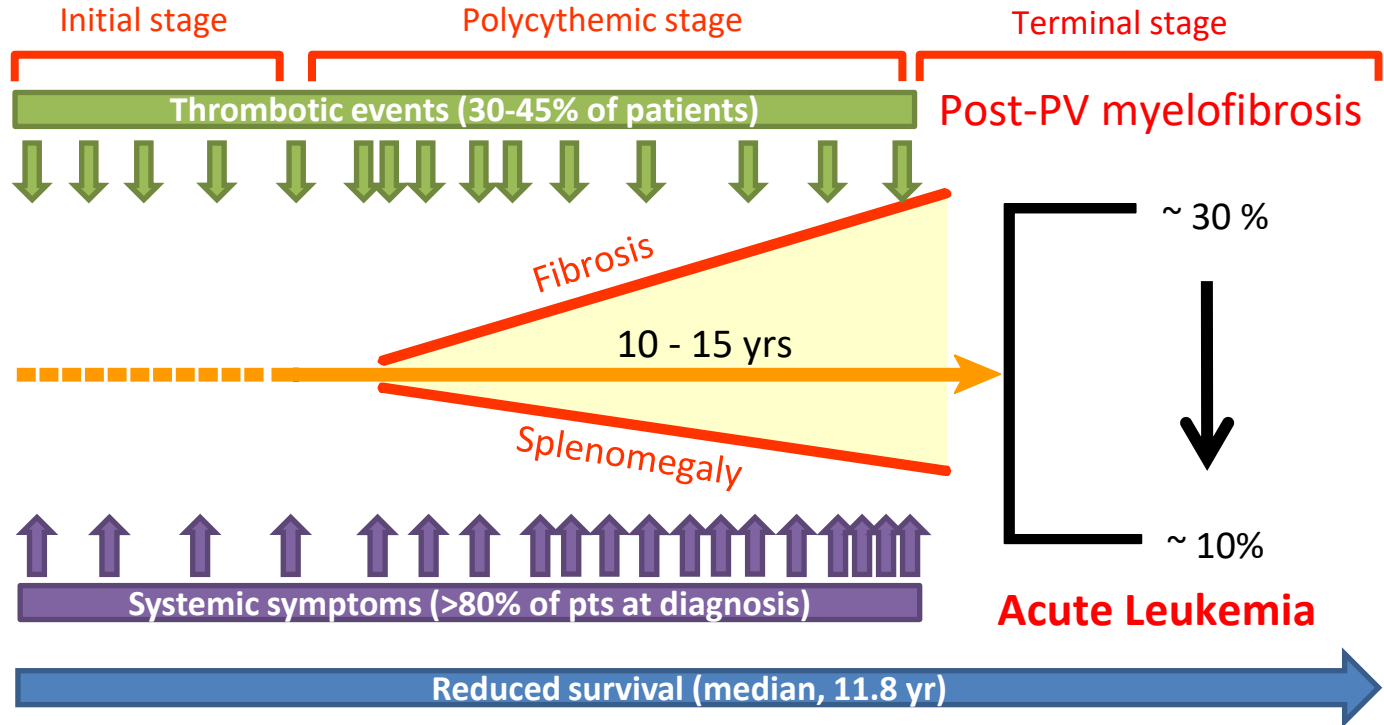 Initial stage
Polycythemic stage
Terminal stage
Thrombotic events (30-45% of patients)
Post-PV myelofibrosis
~ 30 %
Fibrosis
10 - 15 yrs
Splenomegaly
~ 10%
Systemic symptoms (>80% of pts at diagnosis)
Acute Leukemia
Reduced survival (median, 11.8 yr)